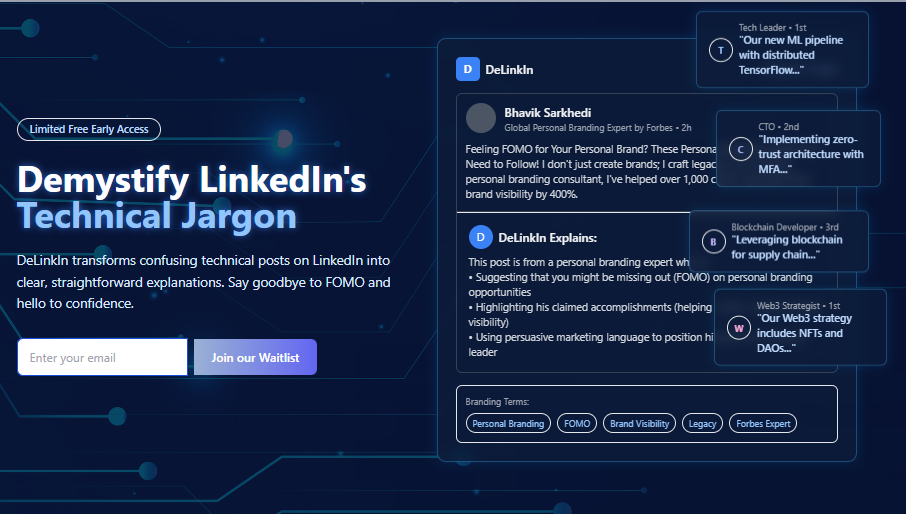 Limited Free Early Access
Demystify LinkedIn's
Technical Jargon
DeLinkIn transforms confusing technical posts on LinkedIn into
clear, straightforward explanations. Say goodbye to FOMO and
hello to confidence.
Enter your email
Join our Waitlist
D
DeLinkIn
Bhavik Sarkhedi
Global Personal Branding Expert by Forbes • 2h
Feeling FOMO for Your Personal Brand? These Persona
Need to Follow! I don't just create brands; I craft legac
personal branding consultant, I've helped over 1,000 c
brand visibility by 400%.
D
DeLinkIn Explains:
This post is from a personal branding expert wh
• Suggesting that you might be missing out (FOMO) on personal branding
opportunities
• Highlighting his claimed accomplishments (helping
visibility)
• Using persuasive marketing language to position hi
leader
Branding Terms:
Personal Branding
FOMO
Brand Visibility
Legacy
Forbes Expert
T
Tech Leader • 1st
"Our new ML pipeline
with distributed
TensorFlow..."
C
CTO • 2nd
"Implementing zero-
trust architecture with
MFA..."
B
Blockchain Developer • 3rd
"Leveraging blockchain
for supply chain..."
W
Web3 Strategist • 1st
"Our Web3 strategy
includes NFTs and
DAOs..."